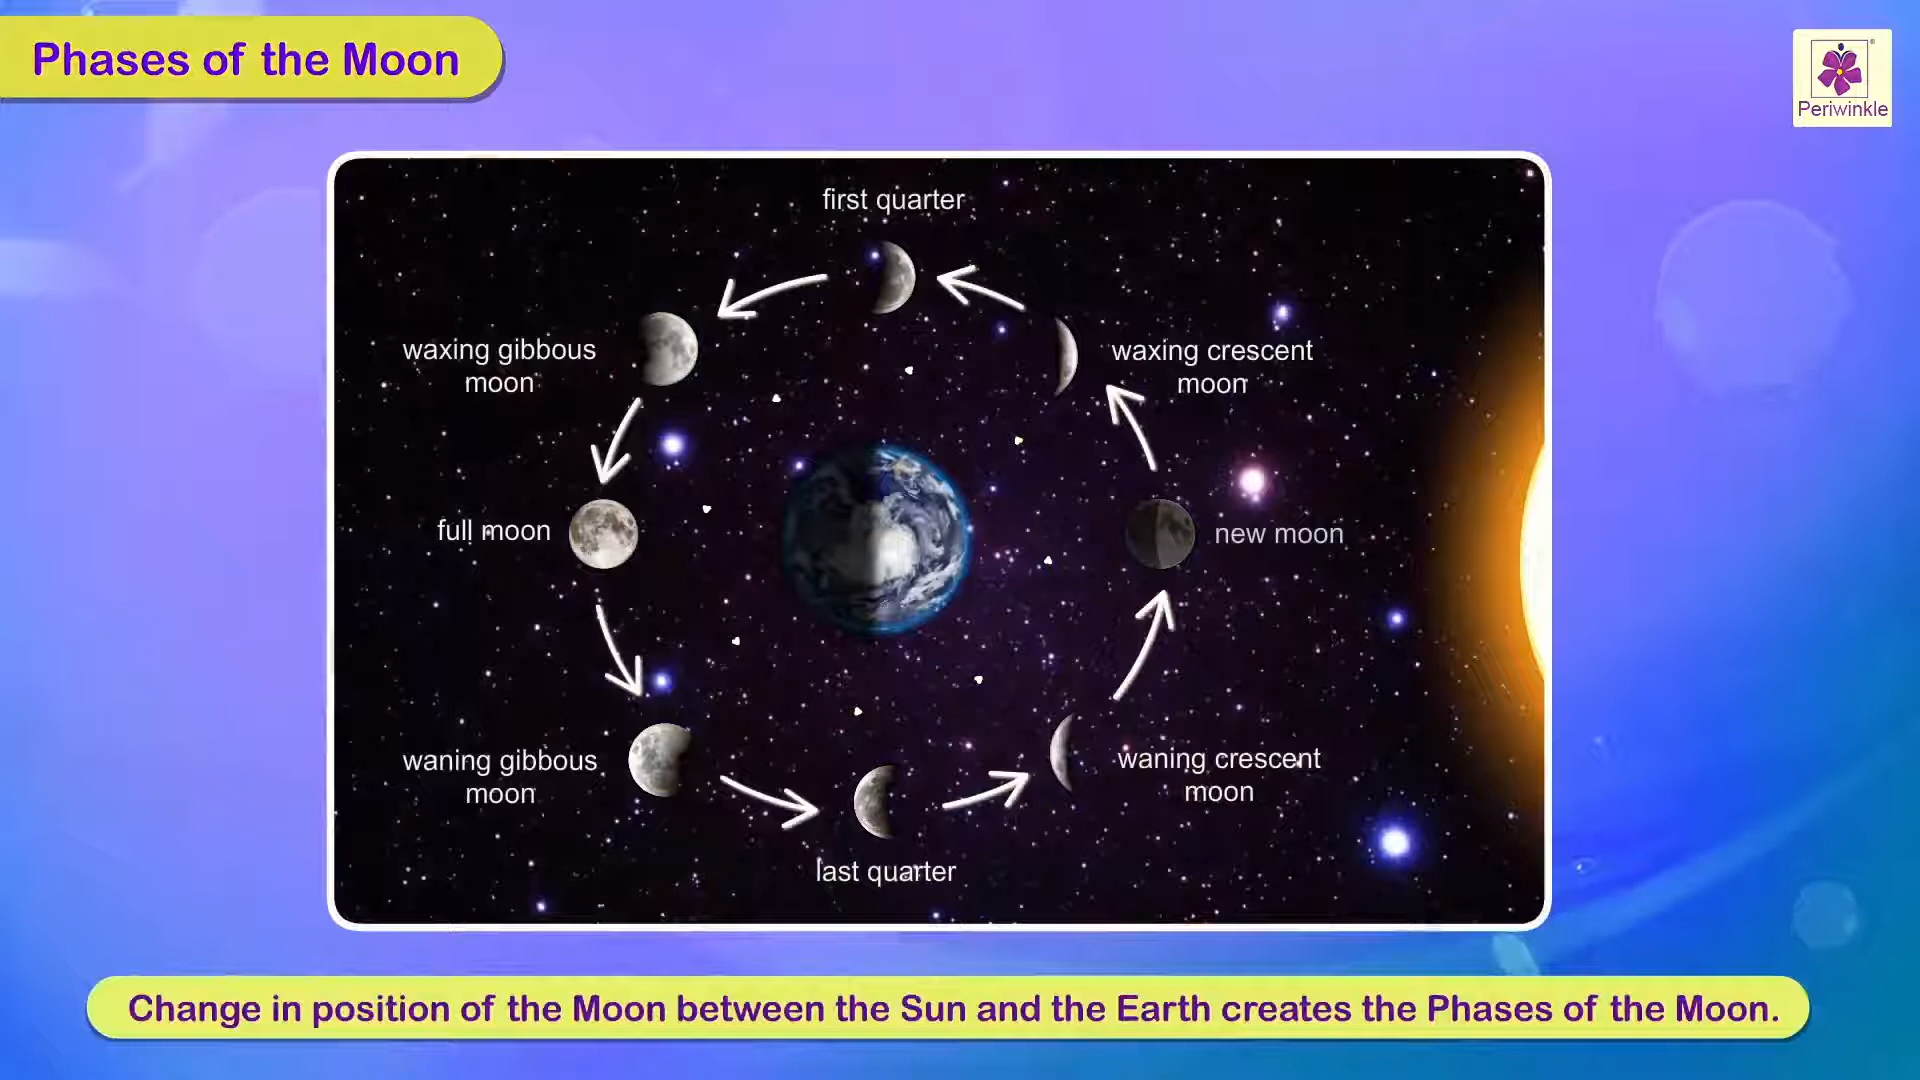 Phases of the Moon
Periwinkle
first quarter
waxing gibbous
moon
waxing crescent
moon
full moon
new moon
waning gibbous
moon
waning crescent
moon
last quarter
Change in position of the Moon between the Sun and the Earth creates the Phases of the Moon.